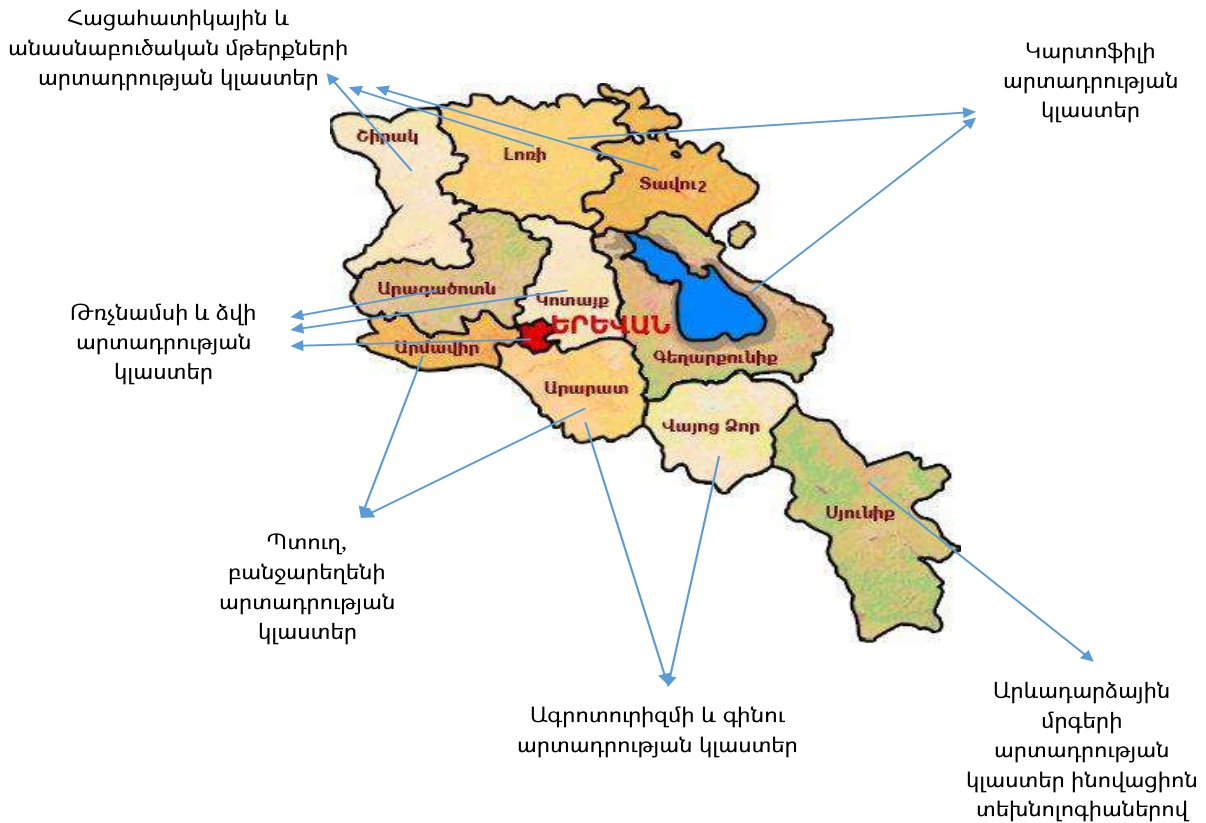 Հացահատիկային և
անասնաբուծական մթերքների
արտադրության կլաստեր
Կարտոֆիլի
արտադրության
կլաստեր
Շիրակ
Լոռի
Տավուշ
Թռչնամսի և ձվի
արտադրության
կլաստեր
Արագածոտն
Կոտայք
ԵՐԵՎԱՆ
Արմավիր
Գեղարքունիք
Արարատ
Վայոց Ձոր
Սյունիք
Պտուղ,
բանջարեղենի
արտադրության
կլաստեր
Ագրոտուրիզմի և գինու
արտադրության կլաստեր
Արևադարձային
մրգերի
արտադրության
կլաստեր ինովացիոն
տեխնոլոգիաներով